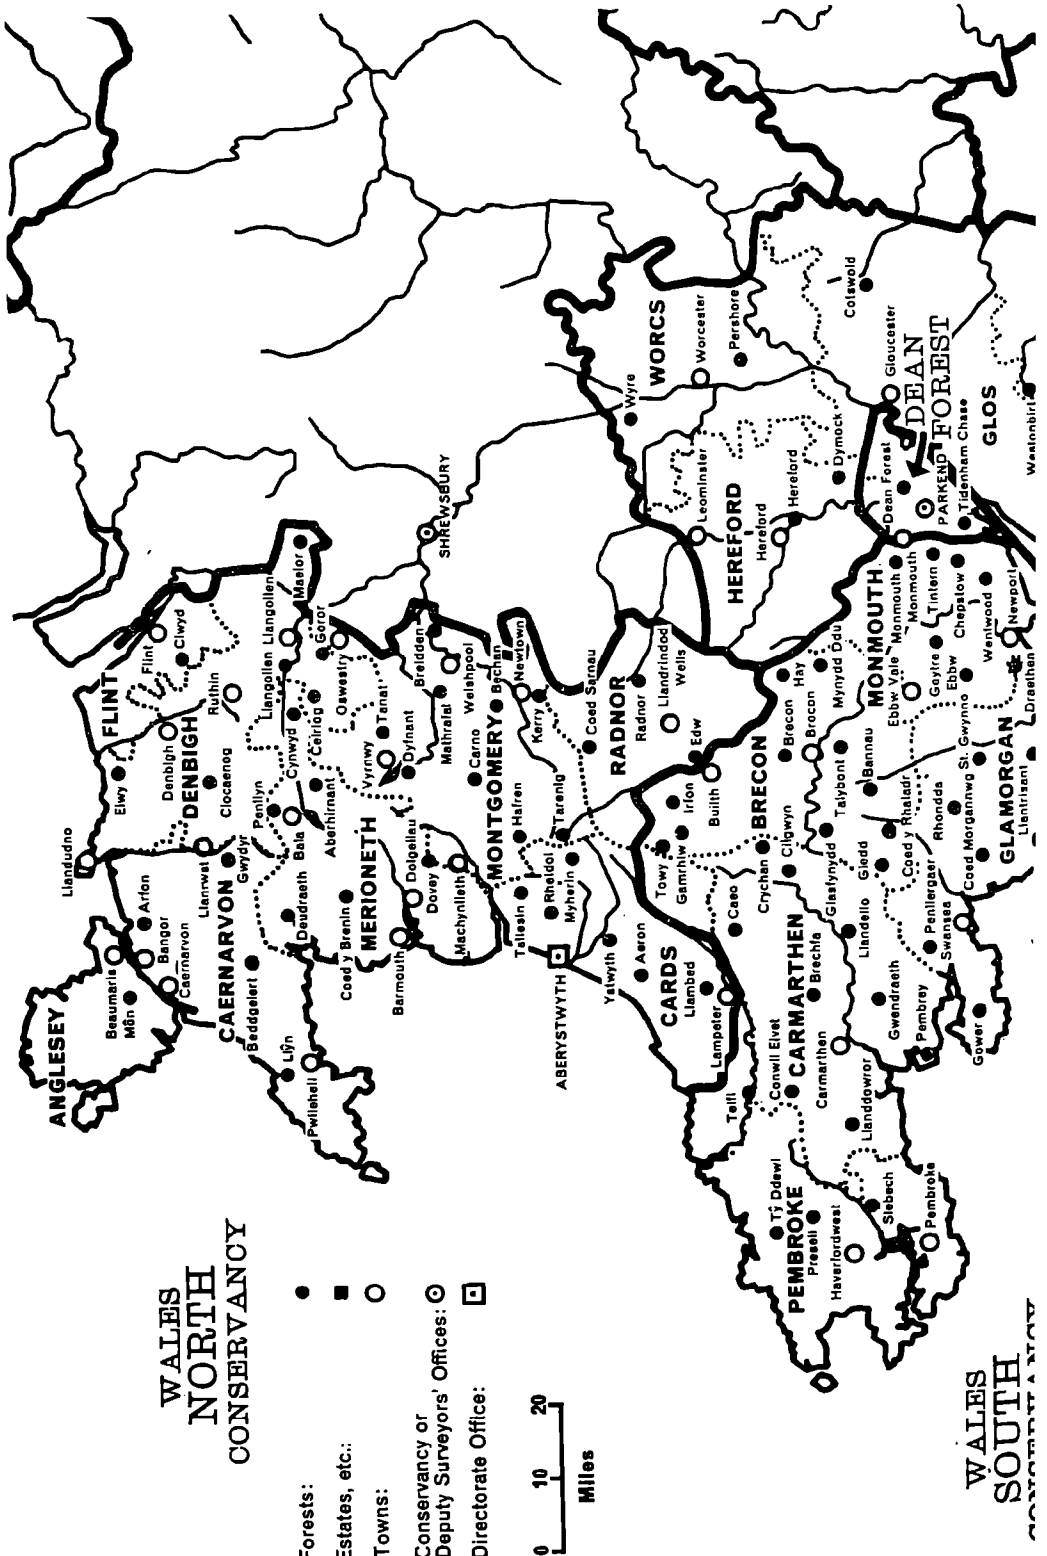 WALES
NORTH
CONSERVANCY
Forests:
Estates, etc.:
Towns:
Conservancy or
Deputy Surveyors' Offices:
Directorate Office:
0 10 20
Miles
WALES
SOUTH
CONSERVANCY
ANGLESEY
Beaumaris
Môn
Bangor
Caernarvon
Arfon
Llandudno
CAERNARVON
Beddgelert
Llŷn
Pwllheli
Llanrwst
Gwydyr
Deudraeth
FLINT
Flint
Clwyd
Elwy
DENBIGH
Denbigh
Ruthin
Clocaenog
Llangollen
Llangollen
Maelor
Goror
Oswestry
Cynwyd
Ceiriog
Penllyn
Bala
Aberhirnant
MERIONETH
Coed y Brenin
Barmouth
Dolgellau
Dovey
Machynlleth
Tanat
Vyrnwy
Dyfnant
Mathrafal
Breidden
Welshpool
SHREWSBURY
MONTGOMERY
Carno
Bechan
Newtown
Kerry
Hafren
Tarenig
Taliesin
Rheidol
Myherin
ABERYSTWYTH
Ystwyth
Aeron
CARDS
Llambed
Lampeter
Coed Sarnau
RADNOR
Radnor
Llandrindod
Wells
Edw
Builth
Irfon
Towy
Gamrhiw
BRECON
Brecon
Brecon
Hay
Mynydd Ddu
Cilgwyn
Crychan
Caeo
Talybont
Bannau
Glasfynydd
Giedd
Coed y Rhaiadr
CARMARTHEN
Brechfa
Llandeilo
Conwil Elvet
Carmarthen
Llanddowror
Gwendraeth
Pembrey
Teifi
PEMBROKE
Tŷ Ddewi
Preseli
Haverfordwest
Slebech
Pembroke
Penllergaer
Swansea
Gower
Coed Morgannwg
Rhondda
St. Gwynno
GLAMORGAN
Llantrisant
Draethen
MONMOUTH
Ebbw Vale
Monmouth
Monmouth
Tintern
Goytre
Ebbw
Chepstow
Wentwood
Newport
HEREFORD
Hereford
Hereford
Leominster
Dymock
WORCS
Wyre
Worcester
Pershore
Cotswold
Gloucester
Dean Forest
DEAN
FOREST
PARKEND
Tidenham Chase
GLOS
Westonbirt